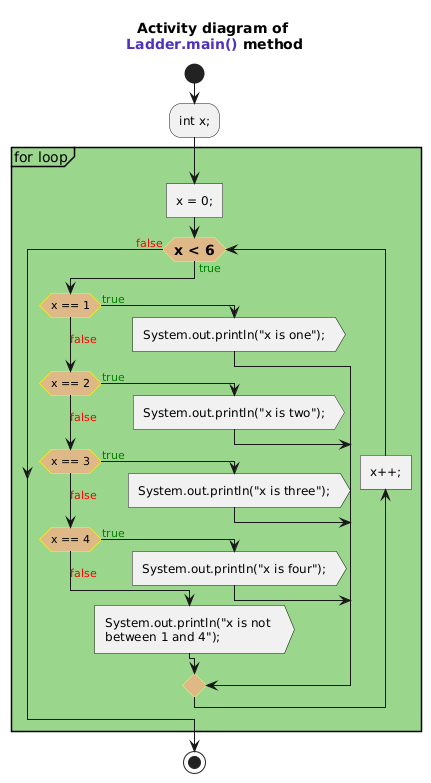 Activity diagram of
Ladder.main() method
int x;
for loop
x = 0;
false
x < 6
true
x == 1
true
false
System.out.println("x is one");
x == 2
true
false
System.out.println("x is two");
x == 3
true
x++;
false
System.out.println("x is three");
x == 4
true
false
System.out.println("x is four");
System.out.println("x is not
between 1 and 4");